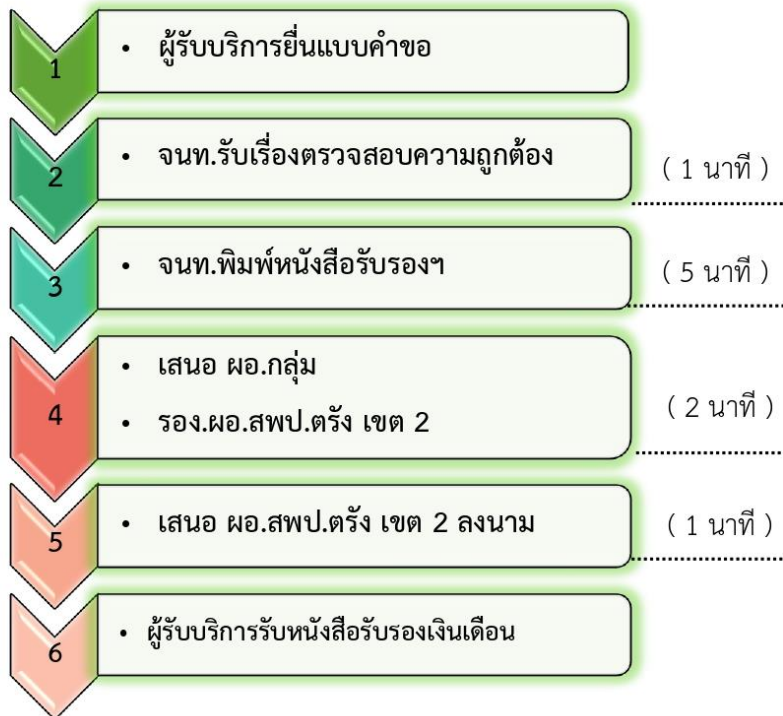 1
• ผู้รับบริการยื่นแบบคำขอ
2
• จนท.รับเรื่องตรวจสอบความถูกต้อง
( 1 นาที )
3
• จนท.พิมพ์หนังสือรับรองฯ
( 5 นาที )
4
• เสนอ ผอ.กลุ่ม
• รอง.ผอ.สพป.ตรัง เขต 2
( 2 นาที )
5
• เสนอ ผอ.สพป.ตรัง เขต 2 ลงนาม
( 1 นาที )
6
• ผู้รับบริการรับหนังสือรับรองเงินเดือน